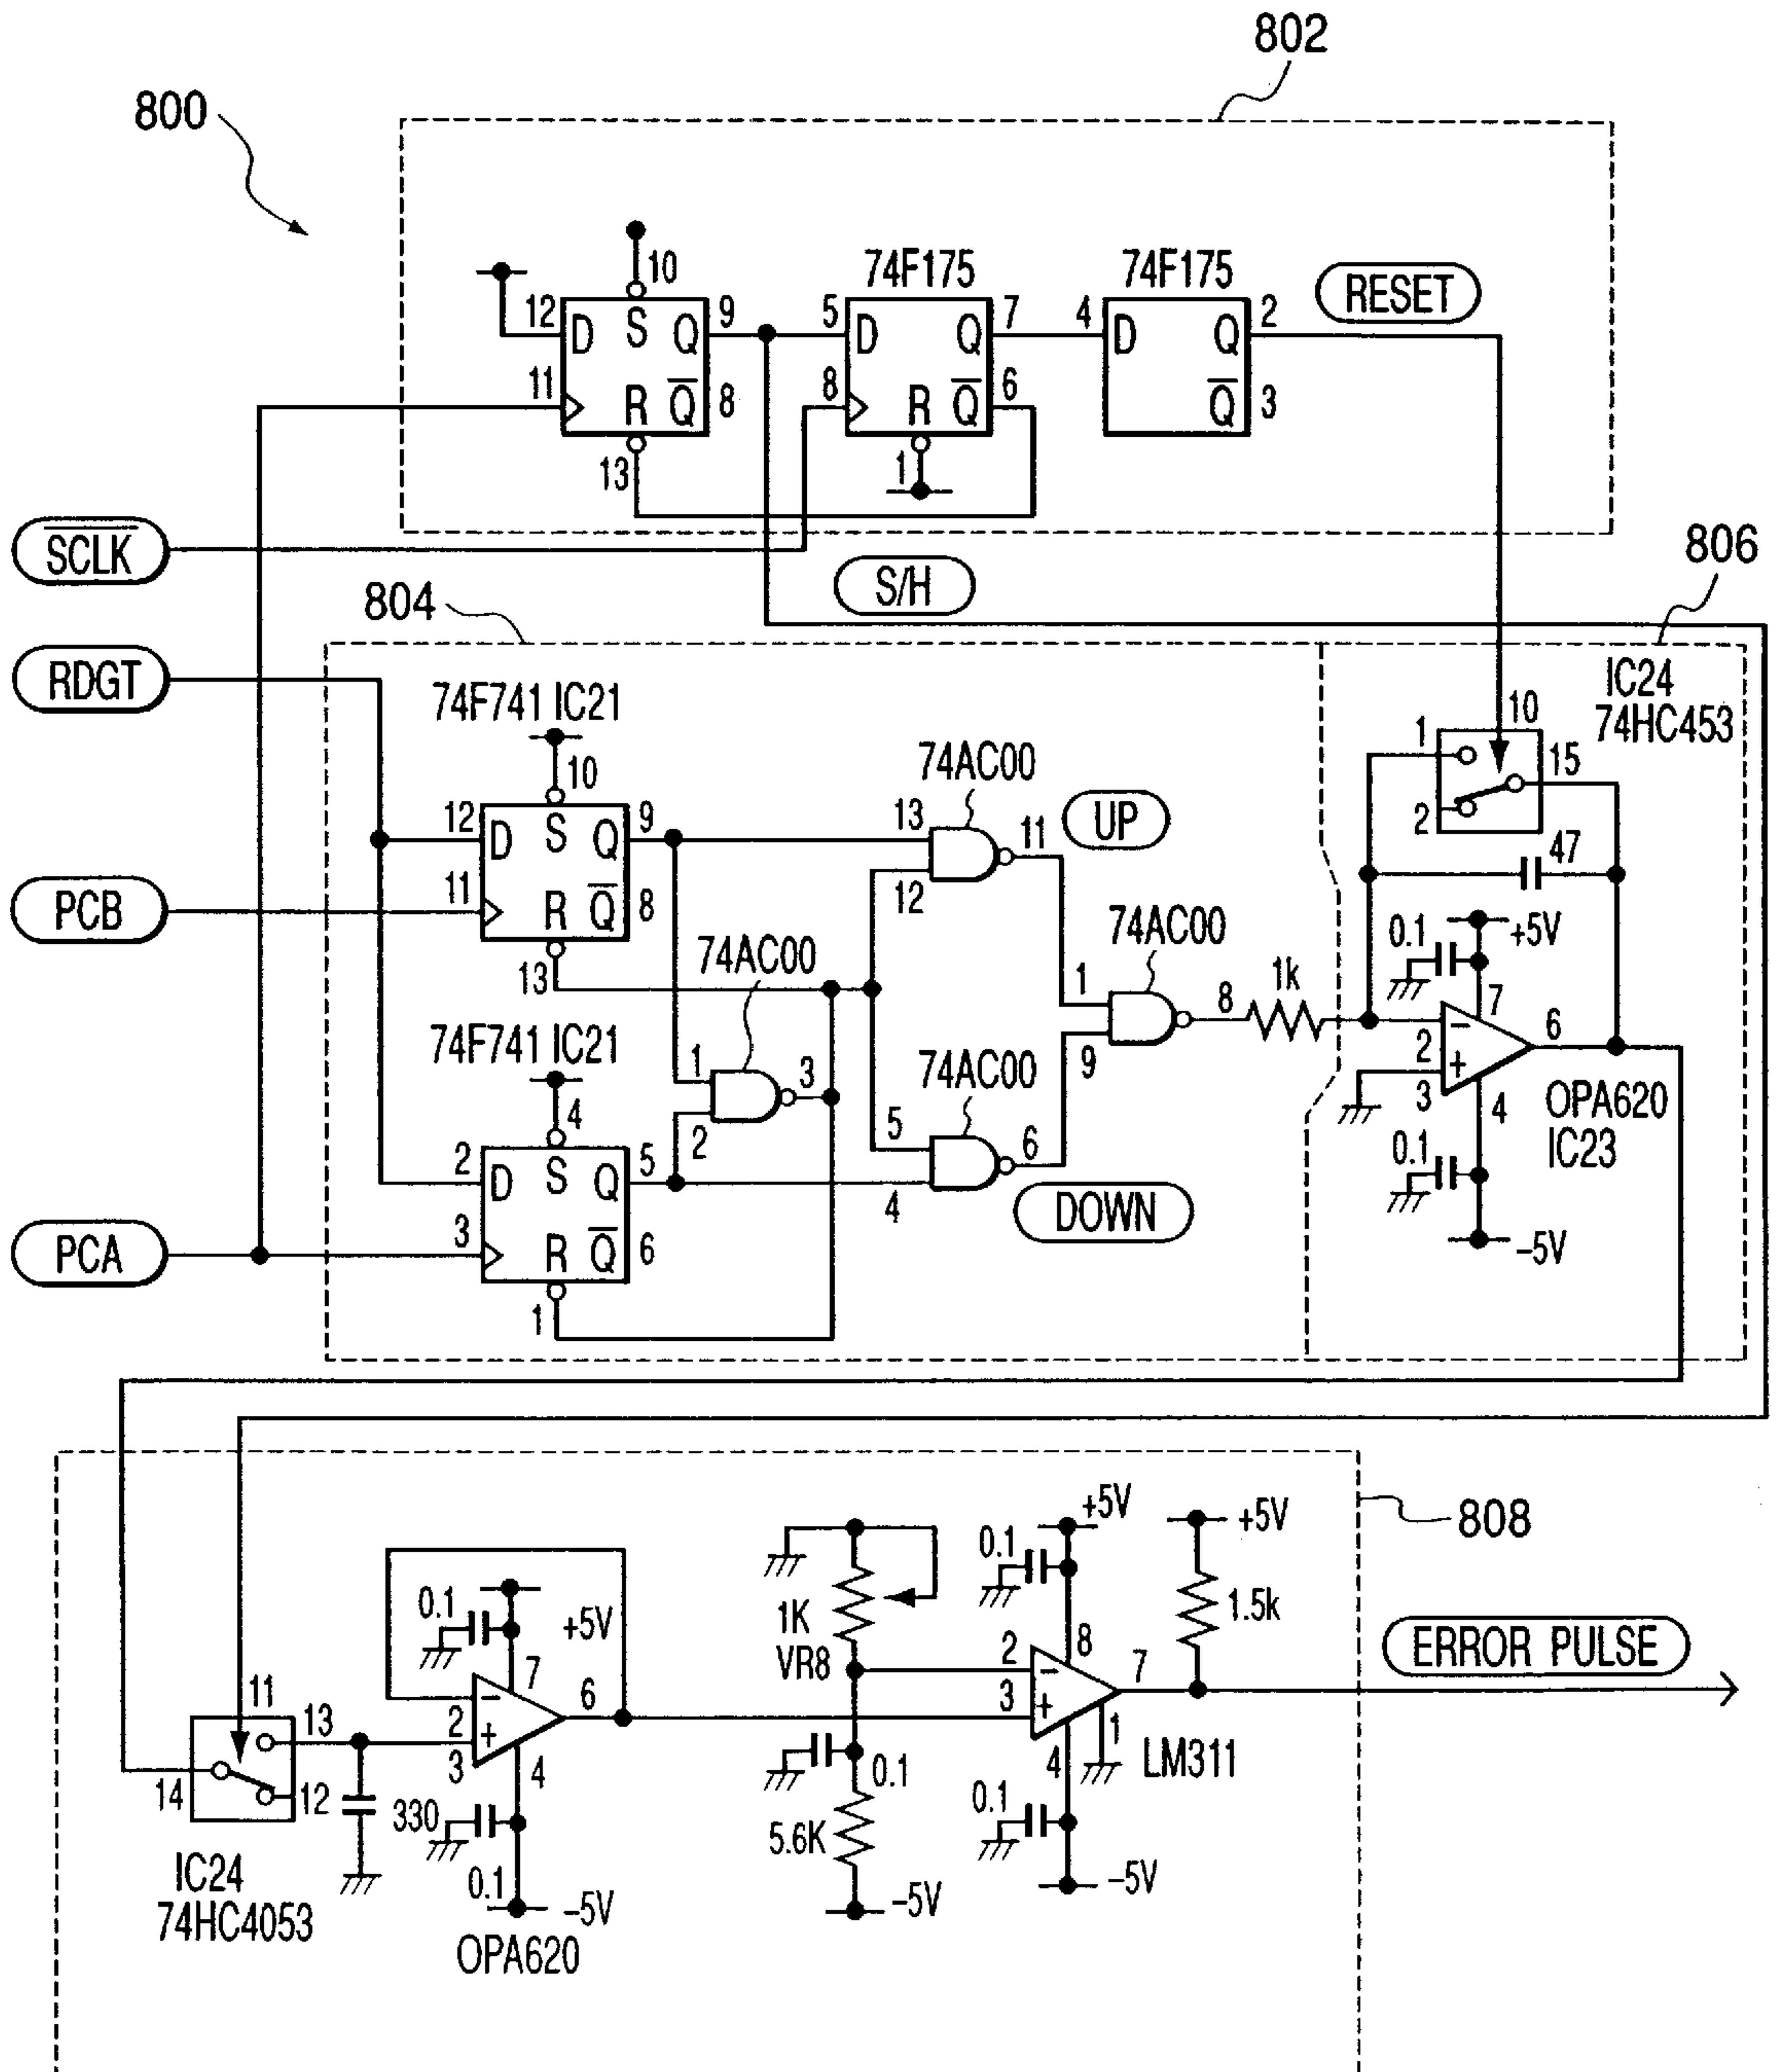 802
800
10
74F175
74F175
RESET
12
D
S
Q
9
5
D
Q
7
4
D
Q
2
11
R
Q̅
8
8
R
Q̅
6
Q̅
3
13
1
S̅C̅L̅K̅
806
S/H
804
RDGT
IC24
74HC453
74F741 IC21
10
1
10
15
2
74AC00
UP
12
D
S
Q
9
13
11
12
47
PCB
11
R
Q̅
8
74AC00
0.1
+5V
13
74AC00
1
1k
7
8
74F741 IC21
9
−
2
+
3
6
4
1
3
2
74AC00
OPA620
IC23
4
5
6
0.1
2
D
S
Q
5
4
DOWN
PCA
3
R
Q̅
6
−5V
1
+5V
+5V
808
0.1
0.1
+5V
1K
VR8
1.5k
ERROR PULSE
7
2
−
8
7
11
−
6
3
+
13
2
+
3
1
14
12
4
0.1
4
LM311
330
0.1
5.6K
IC24
74HC4053
0.1
−5V
−5V
−5V
OPA620